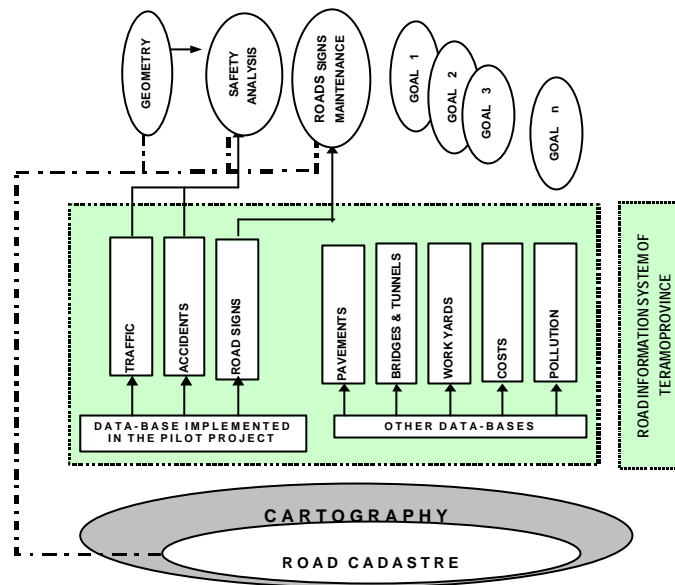 GEOMETRY
SAFETY
ANALYSIS
ROADS SIGNS
MAINTENANCE
GOAL 1
GOAL 2
GOAL 3
GOAL n
TRAFFIC
ACCIDENTS
ROAD SIGNS
PAVEMENTS
BRIDGES & TUNNELS
WORK YARDS
COSTS
POLLUTION
DATA-BASE IMPLEMENTED
IN THE PILOT PROJECT
OTHER DATA-BASES
ROAD INFORMATION SYSTEM OF
TERAMO PROVINCE
CARTOGRAPHY
ROAD CADASTRE